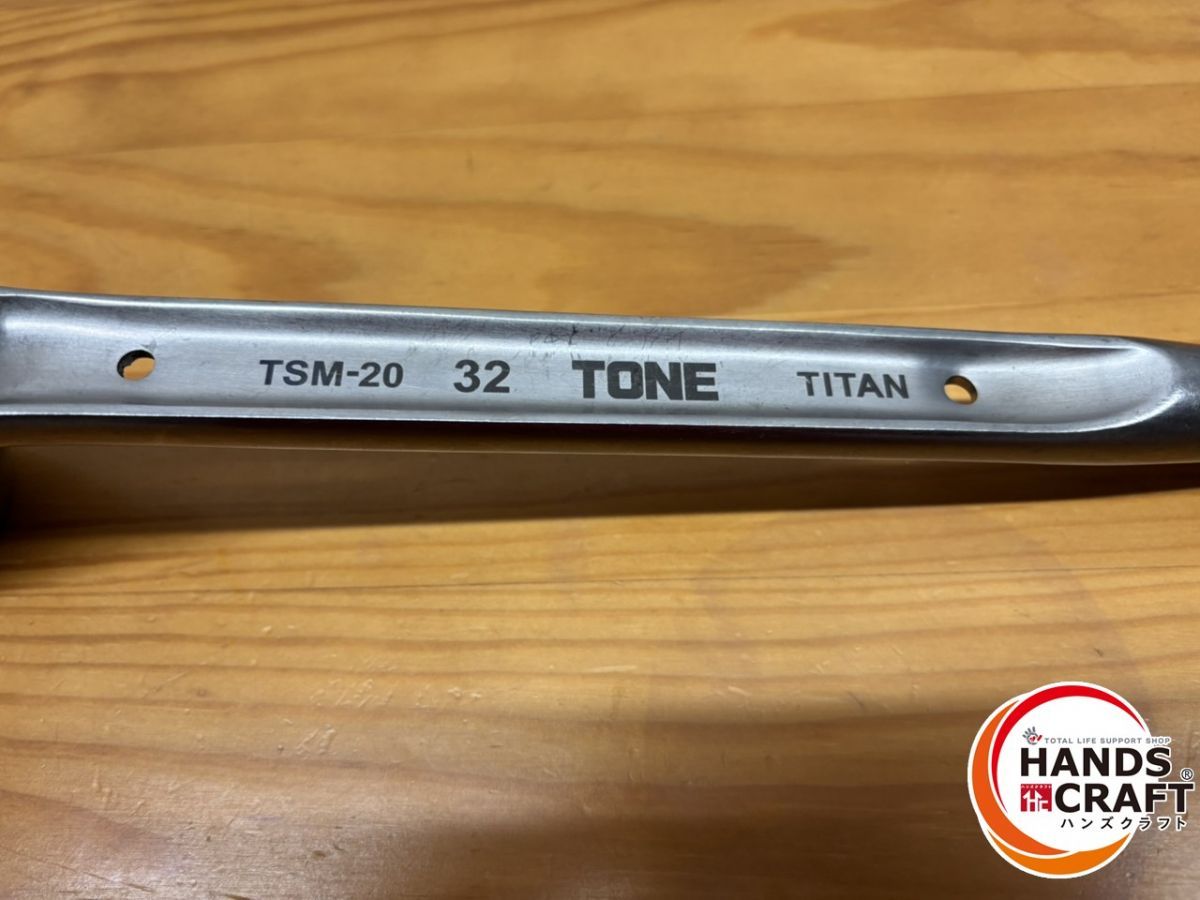 TSM-20 32 TONE TITAN
TOTAL LIFE SUPPORT SHOP
HANDS
CRAFT®
ハンズクラフト